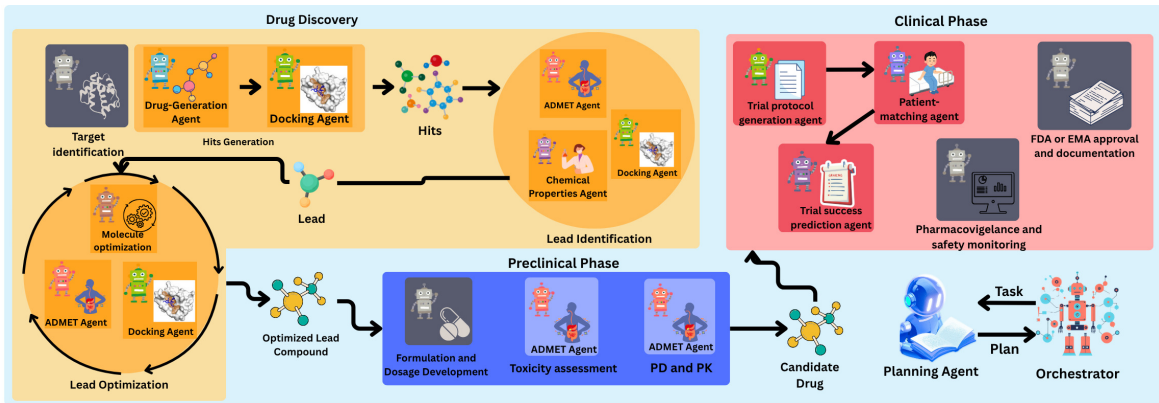 Drug Discovery
Target
identification
Drug-Generation
Agent
Docking Agent
Hits Generation
Hits
ADMET Agent
Chemical
Properties Agent
Docking Agent
Lead Identification
Lead
Molecule
optimization
ADMET Agent
Docking Agent
Lead Optimization
Optimized Lead
Compound
Preclinical Phase
Formulation and
Dosage Development
ADMET Agent
Toxicity assessment
ADMET Agent
PD and PK
Candidate
Drug
Clinical Phase
Trial protocol
generation agent
Patient-
matching agent
Trial success
prediction agent
FDA or EMA approval
and documentation
Pharmacovigelance and
safety monitoring
Task
Plan
Planning Agent
Orchestrator